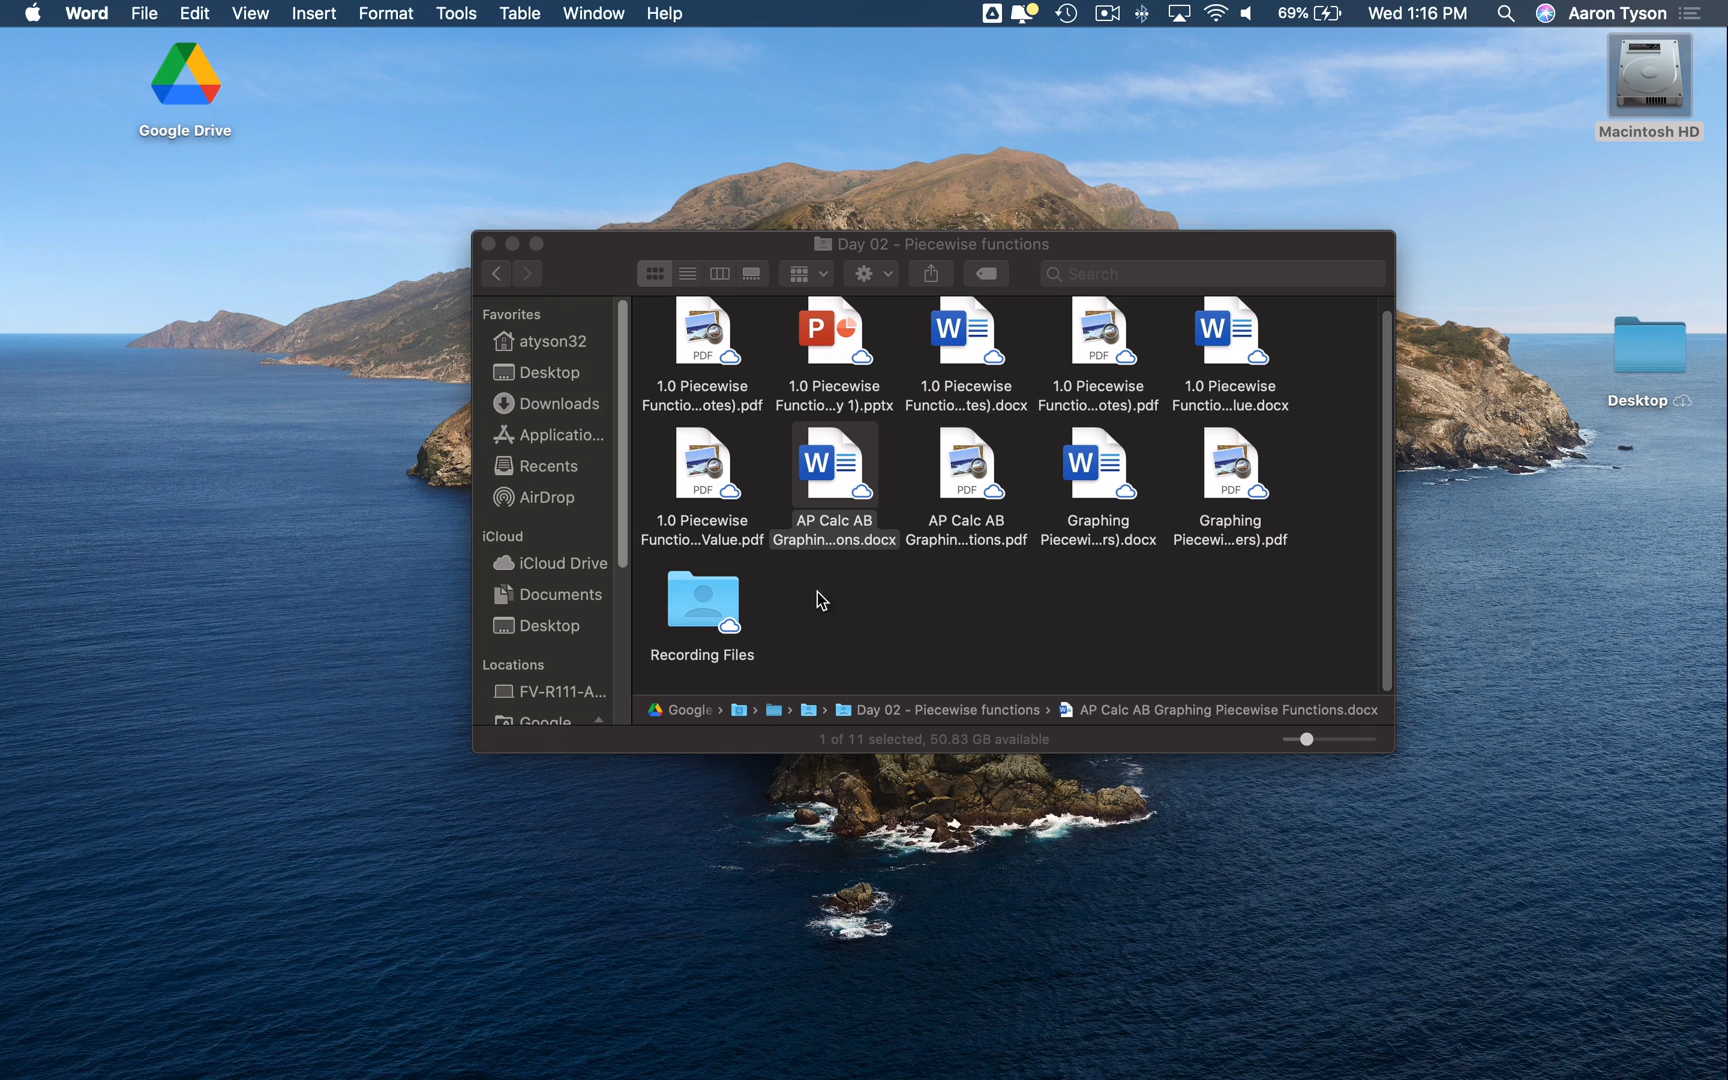 Word File Edit View Insert Format Tools Table Window Help 69% Wed 1:16 PM Aaron Tyson
Google Drive
Macintosh HD
Desktop
Day 02 - Piecewise functions
Search
Favorites
atyson32
Desktop
Downloads
Applicatio...
Recents
AirDrop
iCloud
iCloud Drive
Documents
Desktop
Locations
FV-R111-A...
Google
PDF
P
W
PDF
W
1.0 Piecewise
Functio...otes).pdf
1.0 Piecewise
Functio...y 1).pptx
1.0 Piecewise
Functio...tes).docx
1.0 Piecewise
Functio...otes).pdf
1.0 Piecewise
Functio...lue.docx
PDF
W
PDF
W
PDF
1.0 Piecewise
Functio...Value.pdf
AP Calc AB
Graphin...ons.docx
AP Calc AB
Graphin...tions.pdf
Graphing
Piecewi...rs).docx
Graphing
Piecewi...ers).pdf
Recording Files
Google › › › › Day 02 - Piecewise functions › AP Calc AB Graphing Piecewise Functions.docx
1 of 11 selected, 50.83 GB available